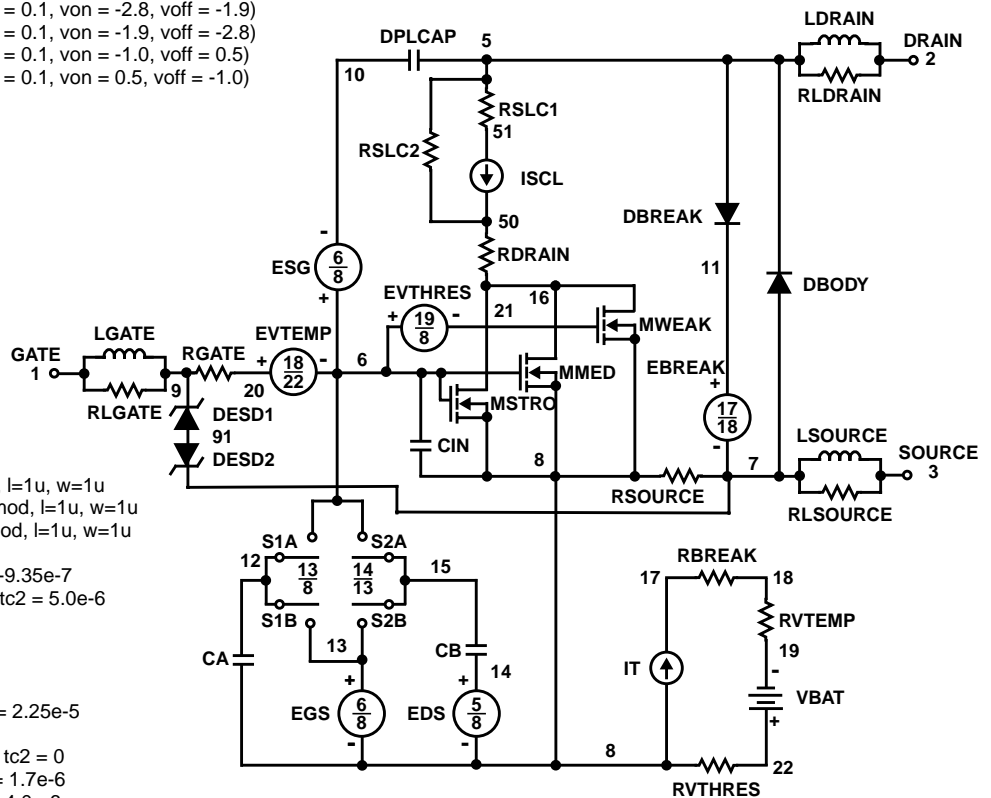 = 0.1, von = -2.8, voff = -1.9)
= 0.1, von = -1.9, voff = -2.8)
= 0.1, von = -1.0, voff = 0.5)
= 0.1, von = 0.5, voff = -1.0)
DPLCAP
5
10
LDRAIN
DRAIN
2
RLDRAIN
RSLC1
51
RSLC2
ISCL
50
RDRAIN
DBREAK
11
DBODY
-
ESG
6
8
+
EVTHRES
+
19
8
-
21
16
MWEAK
LGATE
GATE
1
RLGATE
9
RGATE
20
EVTEMP
+
18
22
-
6
MMED
MSTRO
EBREAK
+
17
18
-
DESD1
91
DESD2
CIN
8
RSOURCE
7
LSOURCE
SOURCE
3
RLSOURCE
, l=1u, w=1u
mod, l=1u, w=1u
od, l=1u, w=1u
-9.35e-7
tc2 = 5.0e-6
= 2.25e-5
tc2 = 0
= 1.7e-6
S1A
S2A
12
13
8
14
13
15
S1B
S2B
13
CA
CB
14
+
EGS
6
8
-
+
EDS
5
8
-
8
RBREAK
17
18
RVTEMP
19
-
IT
VBAT
+
22
RVTHRES